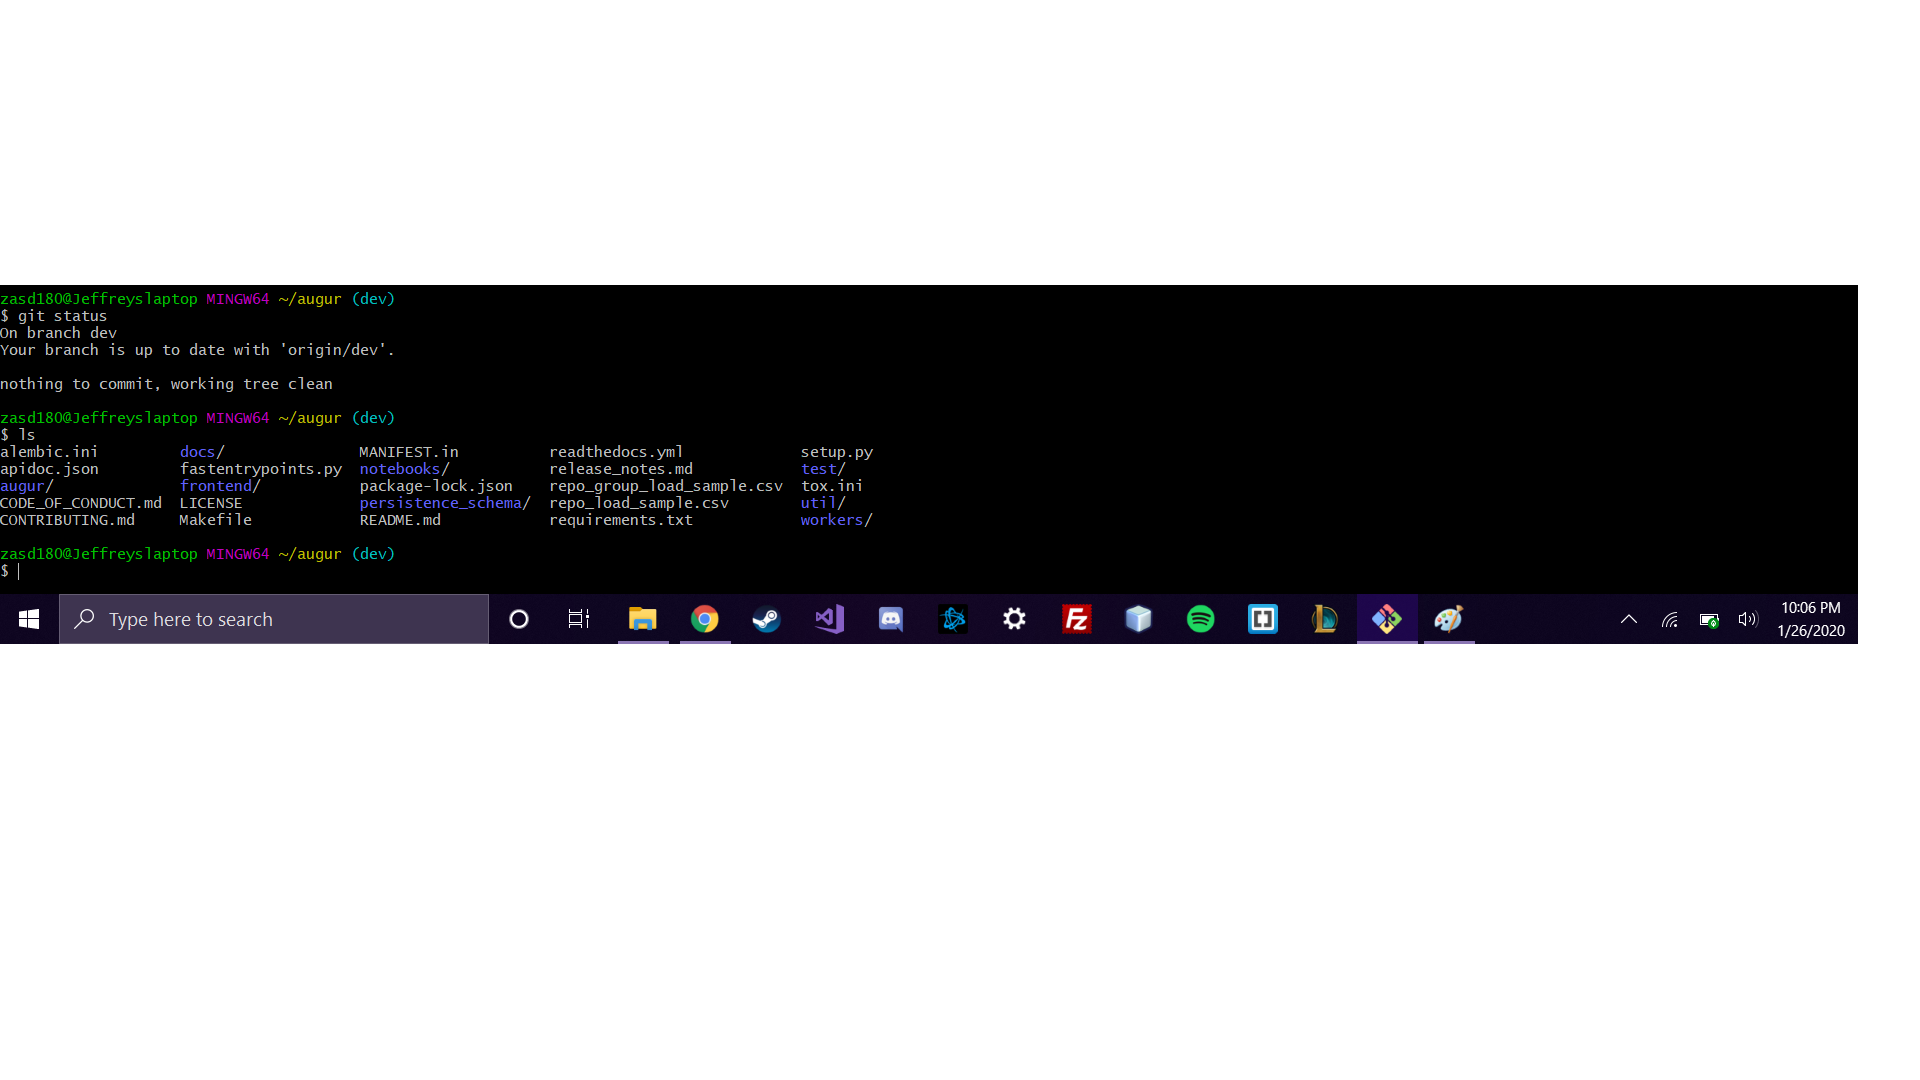 zasd180@Jeffreyslaptop MINGW64 ~/augur (dev)
$ git status
On branch dev
Your branch is up to date with 'origin/dev'.
nothing to commit, working tree clean
zasd180@Jeffreyslaptop MINGW64 ~/augur (dev)
$ ls
alembic.ini docs/ MANIFEST.in readthedocs.yml setup.py
apidoc.json fastentrypoints.py notebooks/ release_notes.md test/
augur/ frontend/ package-lock.json repo_group_load_sample.csv tox.ini
CODE_OF_CONDUCT.md LICENSE persistence_schema/ repo_load_sample.csv util/
CONTRIBUTING.md Makefile README.md requirements.txt workers/
zasd180@Jeffreyslaptop MINGW64 ~/augur (dev)
$
Type here to search
Fz
10:06 PM
1/26/2020